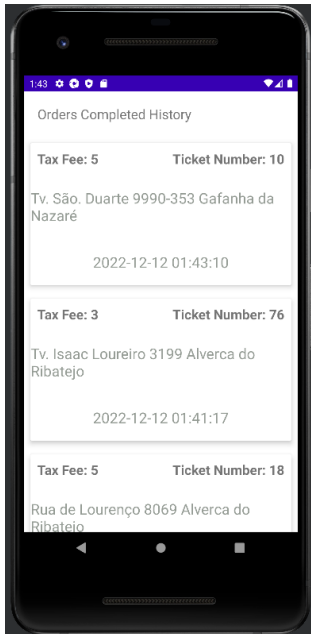 1:43
Orders Completed History
Tax Fee: 5 Ticket Number: 10
Tv. São. Duarte 9990-353 Gafanha da
Nazaré
2022-12-12 01:43:10
Tax Fee: 3 Ticket Number: 76
Tv. Isaac Loureiro 3199 Alverca do
Ribatejo
2022-12-12 01:41:17
Tax Fee: 5 Ticket Number: 18
Rua de Lourenço 8069 Alverca do
Ribatejo